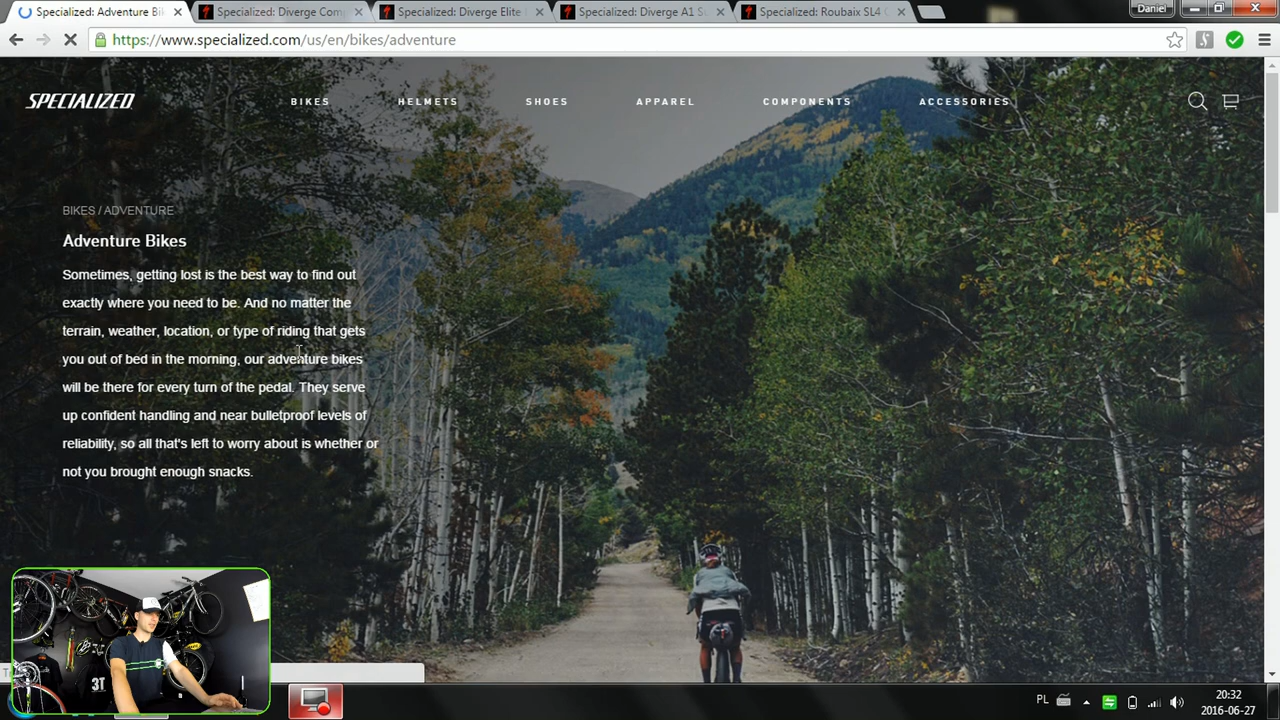 Specialized: Adventure Bi
Specialized: Diverge Com
Specialized: Diverge Elite
Specialized: Diverge A1 S
Specialized: Roubaix SL4
Daniel
https://www.specialized.com/us/en/bikes/adventure
SPECIALIZED
BIKES
HELMETS
SHOES
APPAREL
COMPONENTS
ACCESSORIES
BIKES / ADVENTURE
Adventure Bikes
Sometimes, getting lost is the best way to find out
exactly where you need to be. And no matter the
terrain, weather, location, or type of riding that gets
you out of bed in the morning, our adventure bikes
will be there for every turn of the pedal. They serve
up confident handling and near bulletproof levels of
reliability, so all that's left to worry about is whether or
not you brought enough snacks.
3T
PL
20:32
2016-06-27